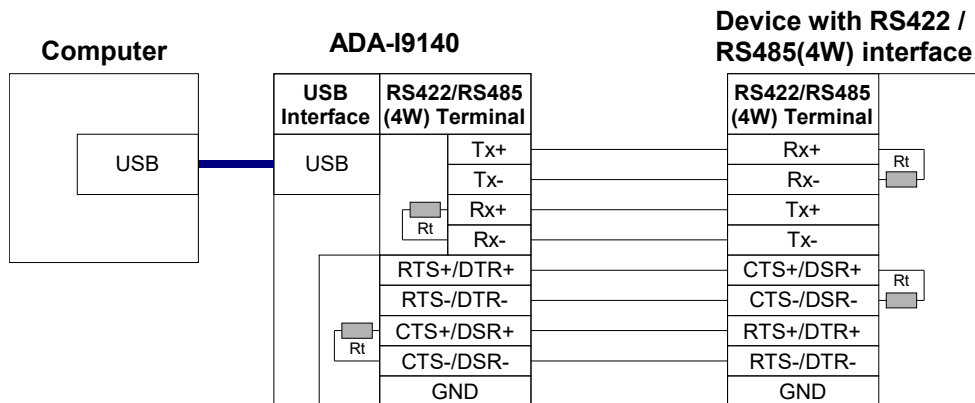 Computer
ADA-I9140
Device with RS422 /
RS485(4W) interface
USB
Interface
RS422/RS485
(4W) Terminal
RS422/RS485
(4W) Terminal
USB
USB
Tx+
Rx+
Rt
Tx-
Rx-
Rx+
Tx+
Rt
Rx-
Tx-
RTS+/DTR+
CTS+/DSR+
Rt
RTS-/DTR-
CTS-/DSR-
CTS+/DSR+
RTS+/DTR+
Rt
CTS-/DSR-
RTS-/DTR-
GND
GND